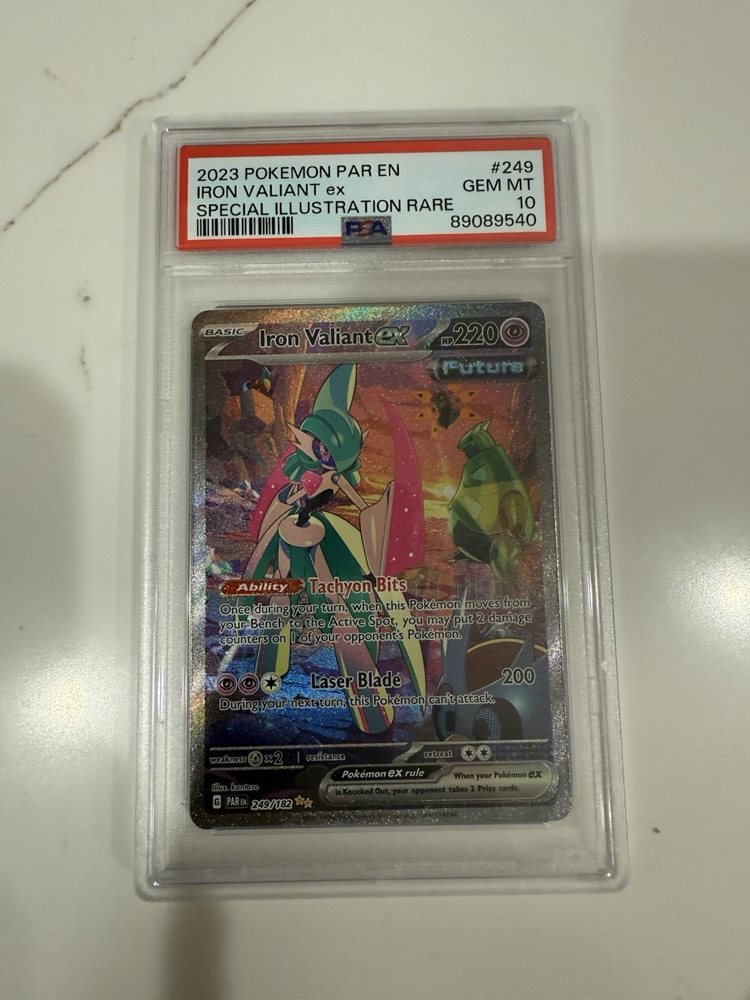 2023 POKEMON PAR EN #249
IRON VALIANT ex GEM MT
SPECIAL ILLUSTRATION RARE 10
PSA 89089540
BASIC Iron Valiant ex HP 220
Future
Ability Tachyon Bits
Once during your turn, when this Pokémon moves from
your Bench to the Active Spot, you may put 2 damage
counters on 1 of your opponent's Pokémon.
Laser Blade 200
During your next turn, this Pokémon can't attack.
weakness ×2 resistance retreat
Pokémon ex rule When your Pokémon ex
is Knocked Out, your opponent takes 2 Prize cards.
Illus. kantaro
G PAR EN 249/182